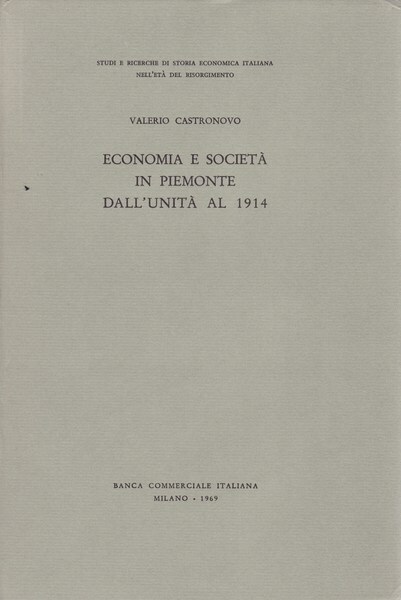 STUDI E RICERCHE DI STORIA ECONOMICA ITALIANA
NELL'ETÀ DEL RISORGIMENTO
VALERIO CASTRONOVO
ECONOMIA E SOCIETÀ
IN PIEMONTE
DALL'UNITÀ AL 1914
BANCA COMMERCIALE ITALIANA
MILANO - 1969